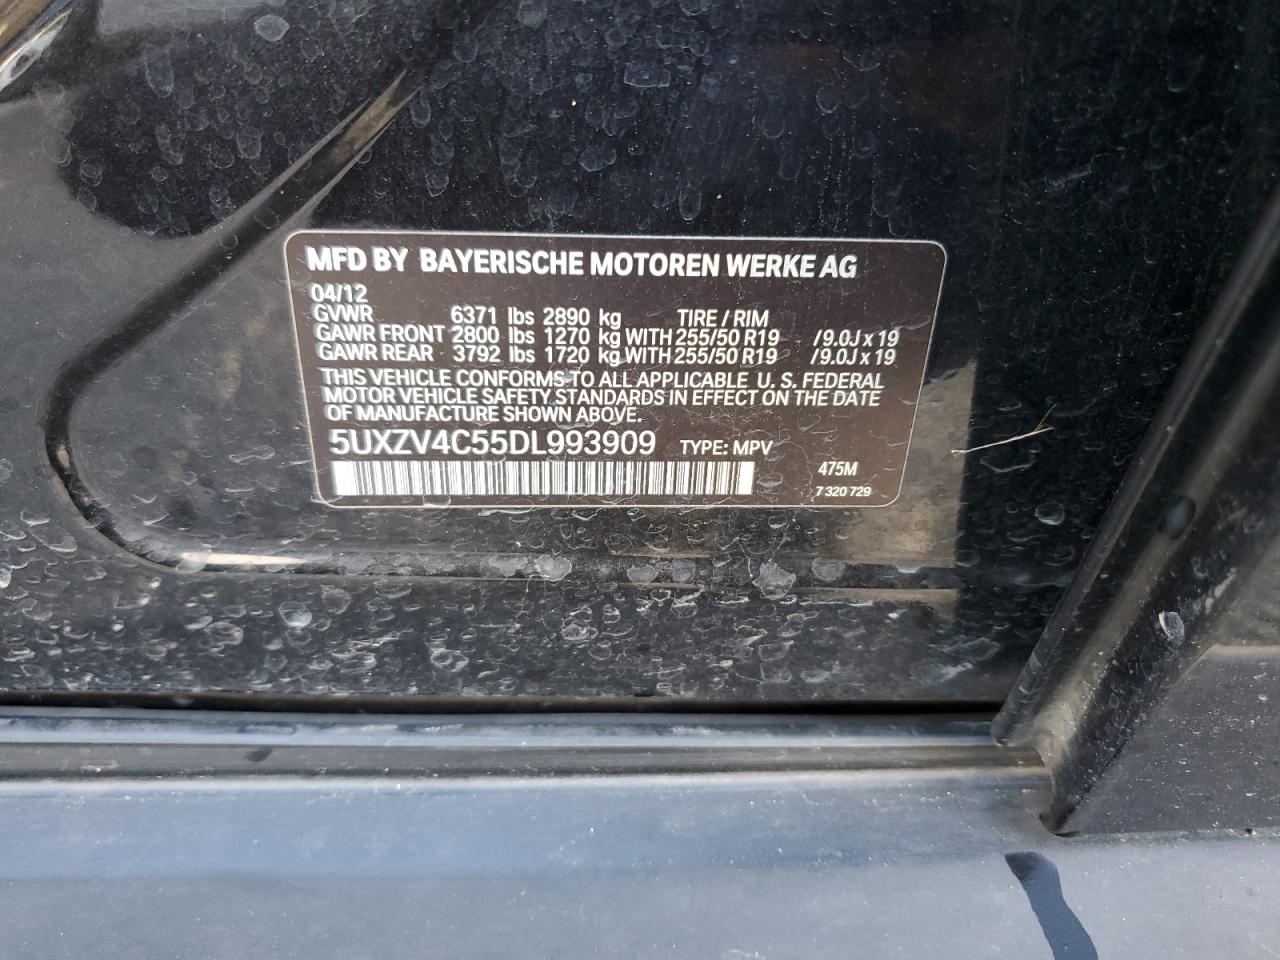 MFD BY BAYERISCHE MOTOREN WERKE AG
04/12
GVWR 6371 lbs 2890 kg TIRE / RIM
GAWR FRONT 2800 lbs 1270 kg WITH 255/50 R19 /9.0J x 19
GAWR REAR 3792 lbs 1720 kg WITH 255/50 R19 /9.0J x 19
THIS VEHICLE CONFORMS TO ALL APPLICABLE U. S. FEDERAL
MOTOR VEHICLE SAFETY STANDARDS IN EFFECT ON THE DATE
OF MANUFACTURE SHOWN ABOVE.
5UXZV4C55DL993909 TYPE: MPV
475M
7 320 729